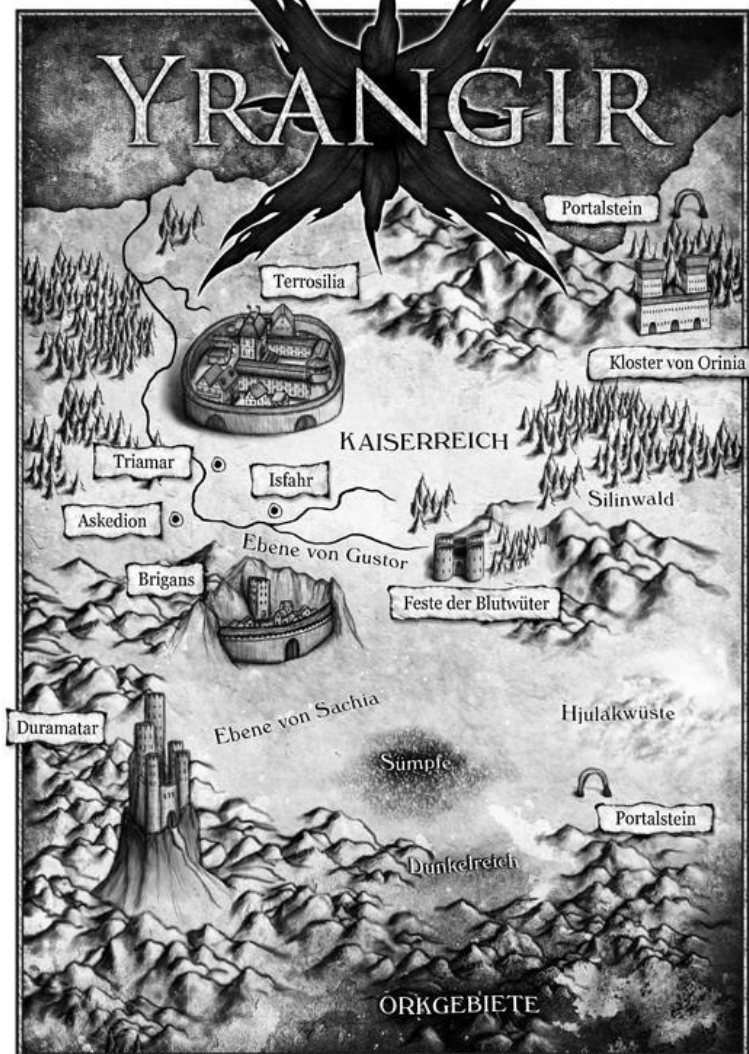 YRANGIR
Portalstein
Terrosilia
Kloster von Orinia
KAISERREICH
Triamar
Isfahr
Silinwald
Askedion
Ebene von Gustor
Brigans
Feste der Blutwüter
Ebene von Sachia
Hjulakwüste
Duramatar
Sümpfe
Portalstein
Dunkelreich
ORKGEBIETE